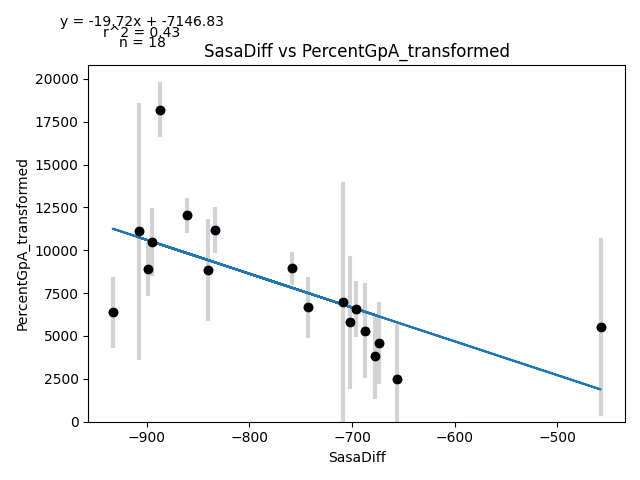 y = -19.72x + -7146.83
r^2 = 0.43
n = 18
SasaDiff vs PercentGpA_transformed
20000
17500
15000
12500
10000
7500
5000
2500
0
PercentGpA_transformed
−900
−800
−700
−600
−500
SasaDiff